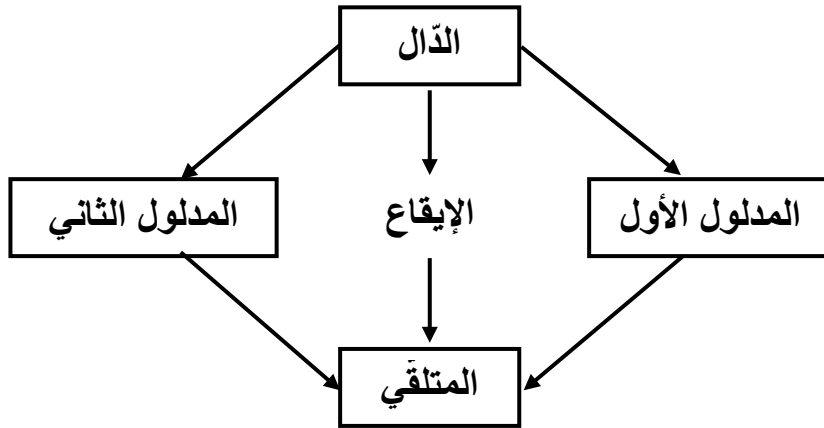 الدّال
المدلول الأول
الإيقاع
المدلول الثاني
المتلقّي